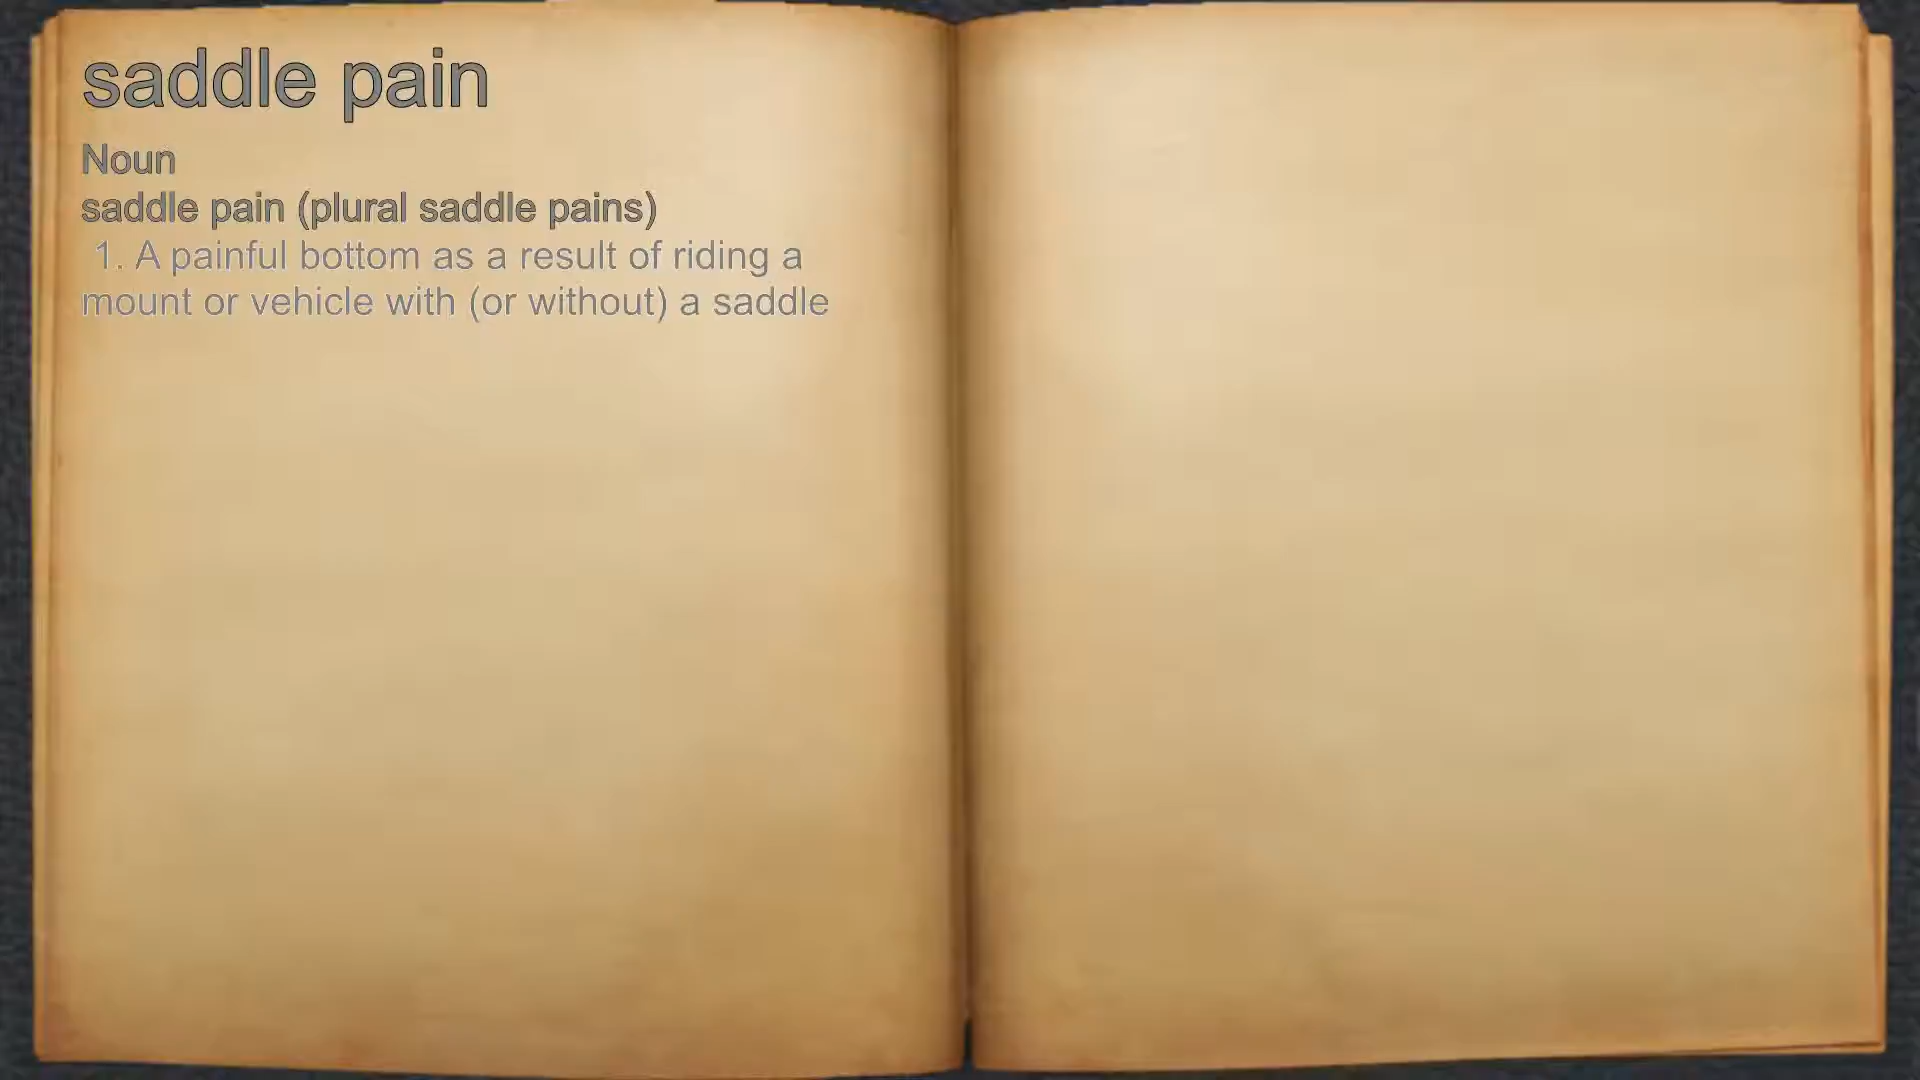 saddle pain
Noun
saddle pain (plural saddle pains)
1. A painful bottom as a result of riding a
mount or vehicle with (or without) a saddle